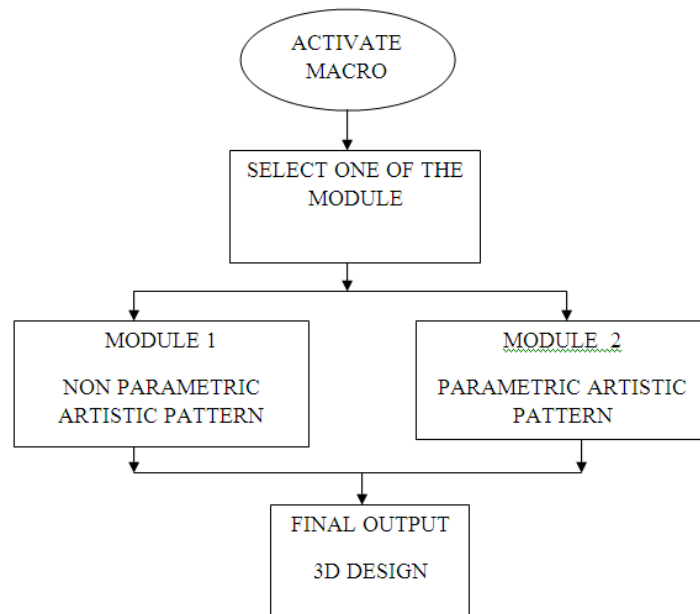 ACTIVATE
MACRO
SELECT ONE OF THE
MODULE
MODULE 1
NON PARAMETRIC
ARTISTIC PATTERN
MODULE 2
PARAMETRIC ARTISTIC
PATTERN
FINAL OUTPUT
3D DESIGN